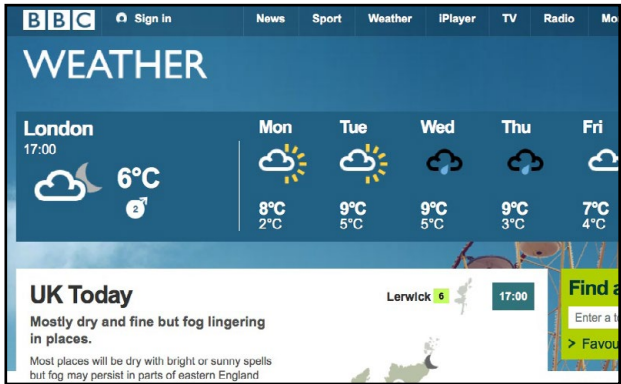 BBC Sign in News Sport Weather iPlayer TV Radio
WEATHER
London Mon Tue Wed Thu Fri
17:00
6°C
2
8°C 9°C 9°C 9°C 7°C
2°C 5°C 5°C 3°C 4°C
UK Today
Lerwick 6 17:00
Find
Mostly dry and fine but fog lingering
in places.
Enter a
> Favou
Most places will be dry with bright or sunny spells
but fog may persist in parts of eastern England